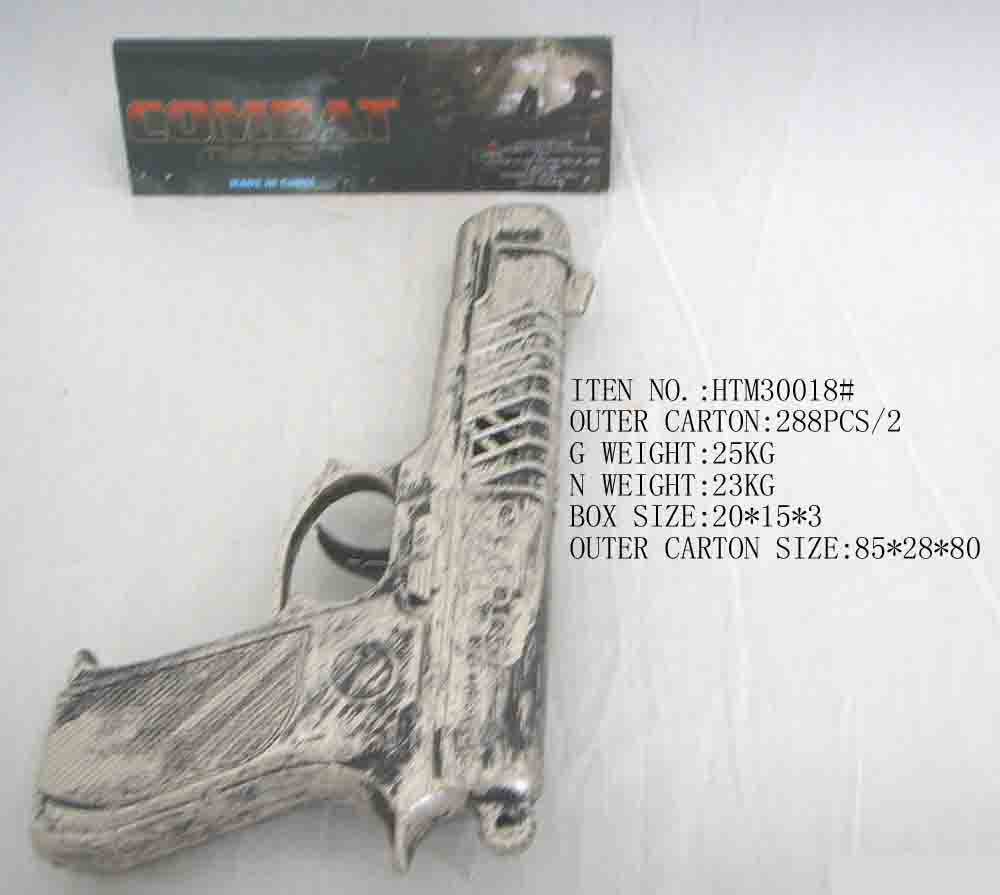 COMBAT
MADE IN CHINA
ITEN NO.:HTM30018#
OUTER CARTON:288PCS/2
G WEIGHT:25KG
N WEIGHT:23KG
BOX SIZE:20*15*3
OUTER CARTON SIZE:85*28*80